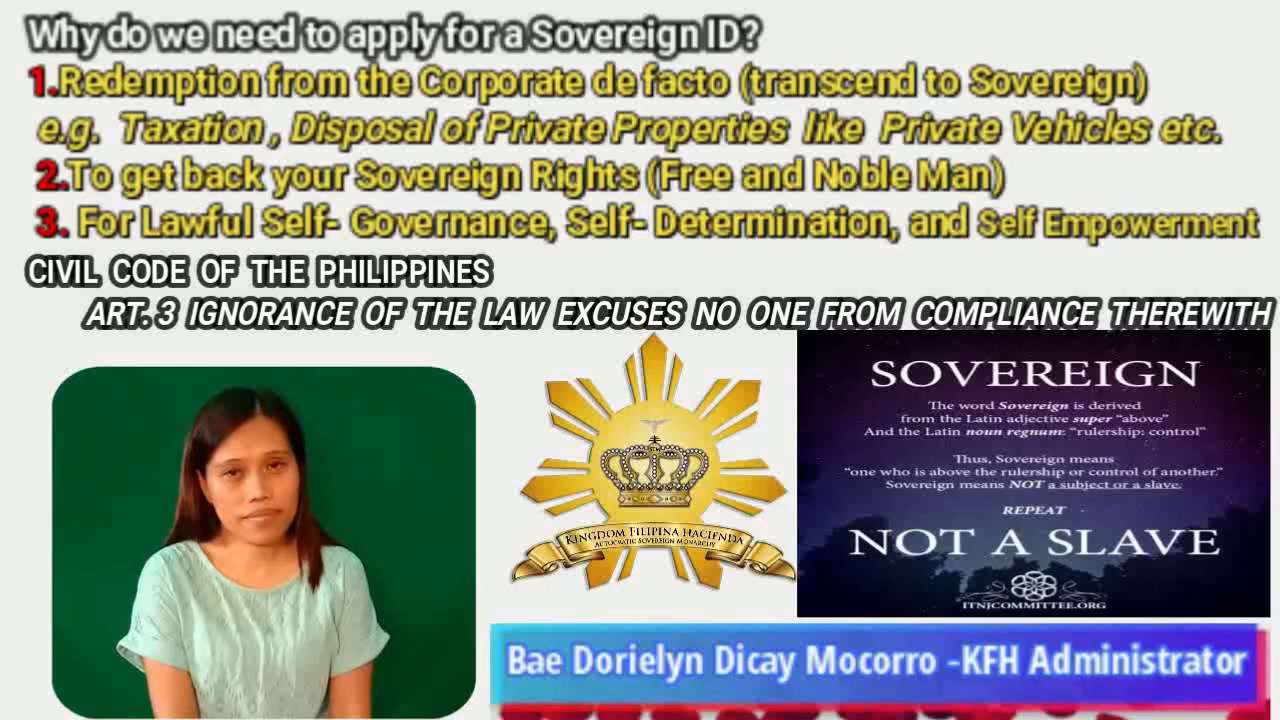 Why do we need to apply for a Sovereign ID?
1.Redemption from the Corporate de facto (transcend to Sovereign)
e.g. Taxation , Disposal of Private Properties like Private Vehicles etc.
2.To get back your Sovereign Rights (Free and Noble Man)
3. For Lawful Self- Governance, Self- Determination, and Self Empowerment
CIVIL CODE OF THE PHILIPPINES
ART. 3 IGNORANCE OF THE LAW EXCUSES NO ONE FROM COMPLIANCE THEREWITH
KINGDOM FILIPINA HACIENDA
AUTOCRATIC SOVEREIGN MONARCHY
SOVEREIGN
The word Sovereign is derived
from the Latin adjective super "above"
And the Latin noun regnum: "rulership: control"
Thus, Sovereign means
"one who is above the rulership or control of another."
Sovereign means NOT a subject or a slave.
REPEAT
NOT A SLAVE
ITNJCOMMITTEE.ORG
Bae Dorielyn Dicay Mocorro -KFH Administrator